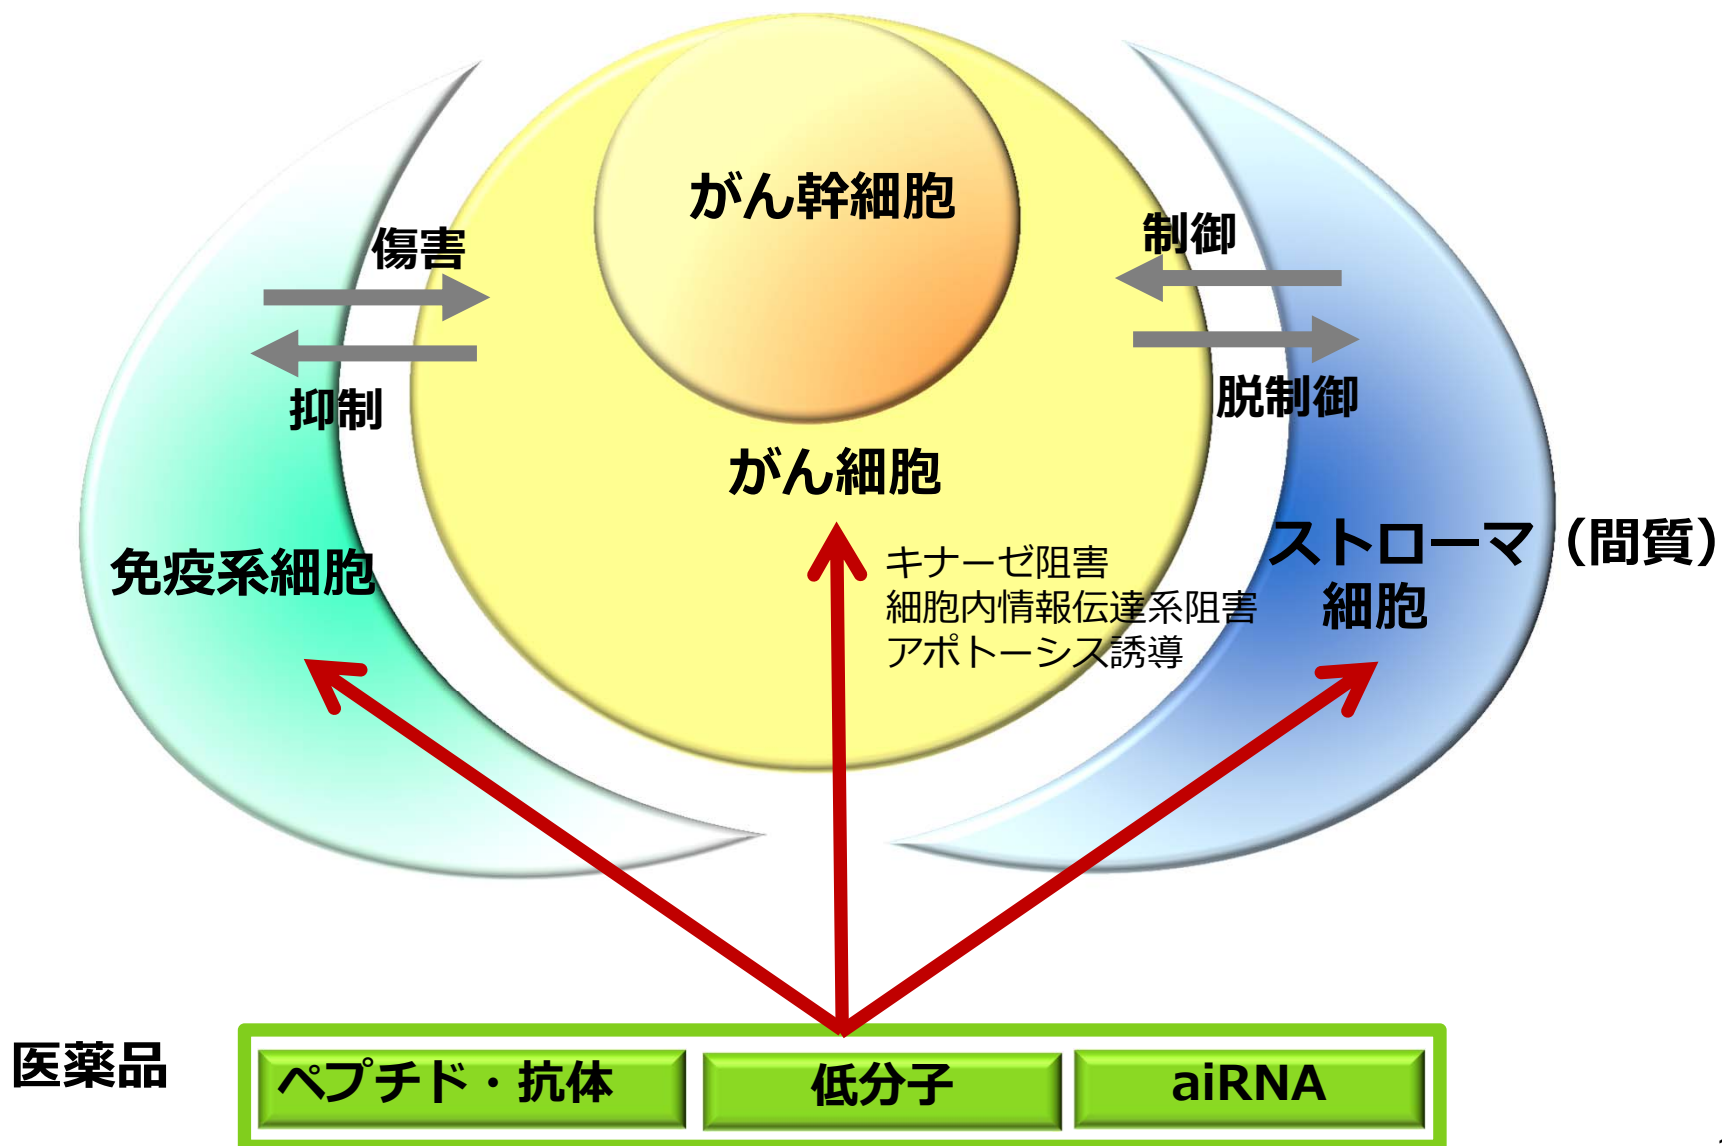 がん幹細胞
傷害
制御
抑制
脱制御
がん細胞
免疫系細胞
キナーゼ阻害
細胞内情報伝達系阻害
アポトーシス誘導
ストローマ（間質）
細胞
医薬品
ペプチド・抗体
低分子
aiRNA